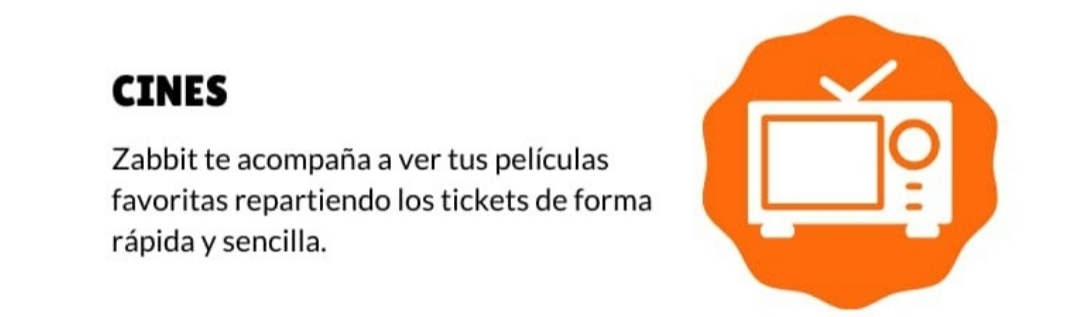 CINES
Zabbit te acompaña a ver tus películas
favoritas repartiendo los tickets de forma
rápida y sencilla.